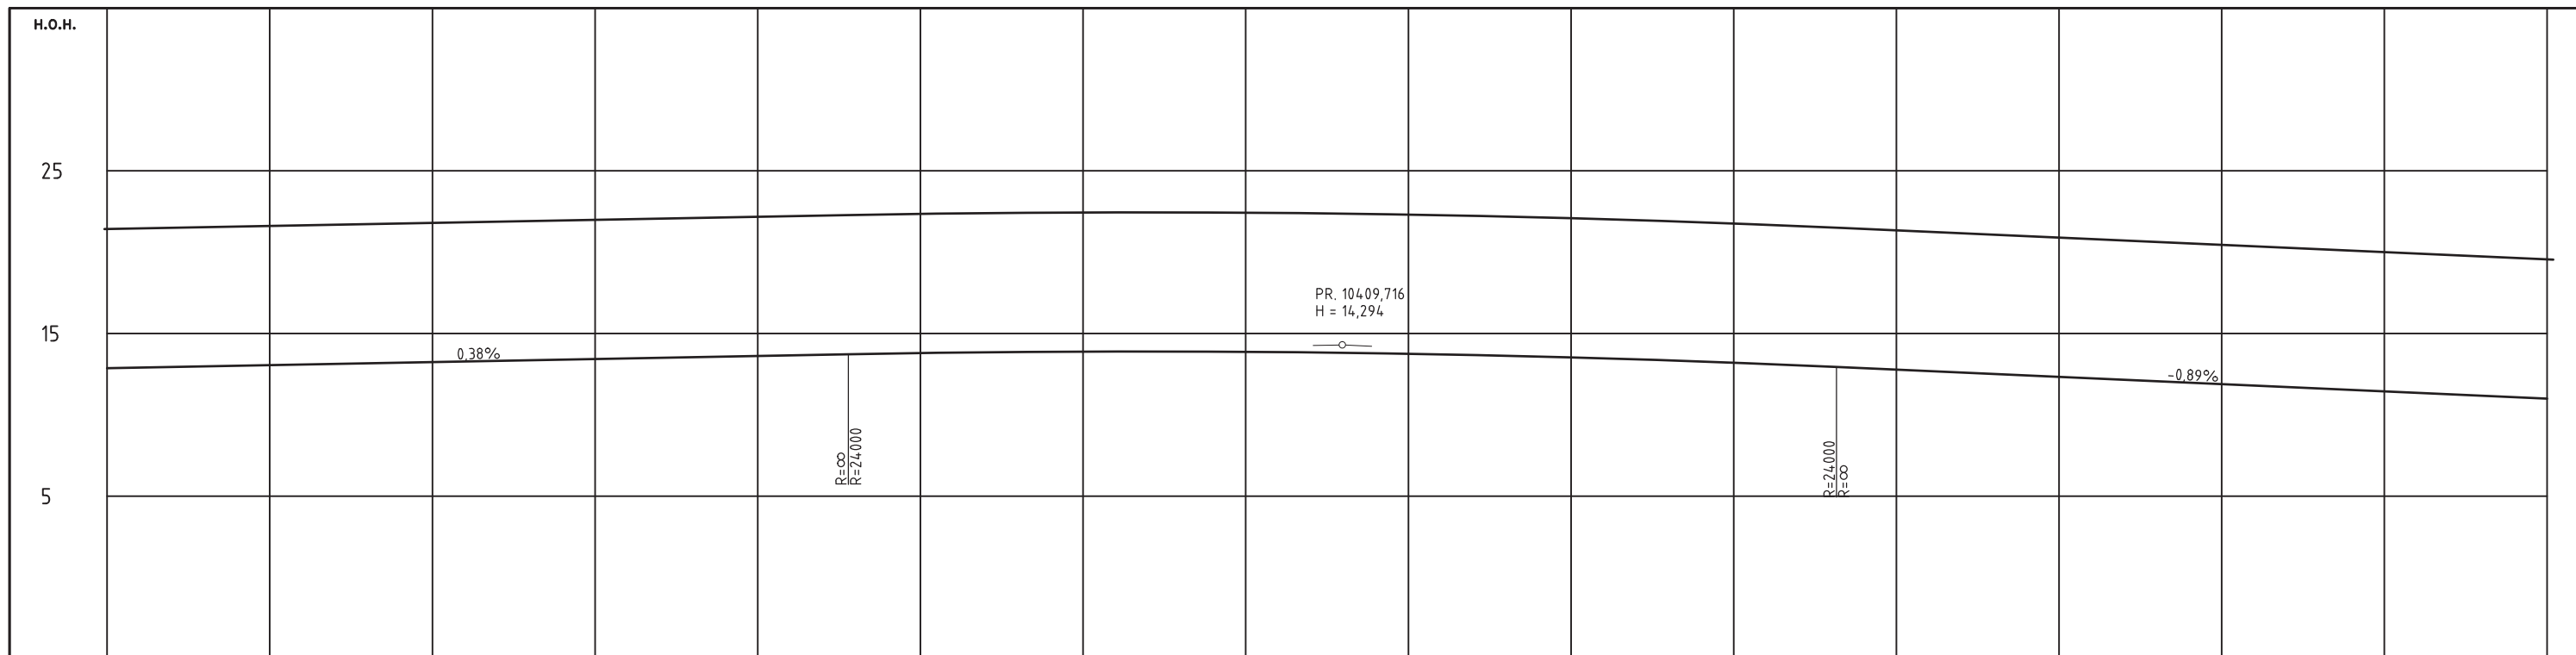 H.O.H.
25
PR. 10409,716
H = 14,294
15
0,38%
-0,89%
R=∞
R=24000
R=24000
R=∞
5